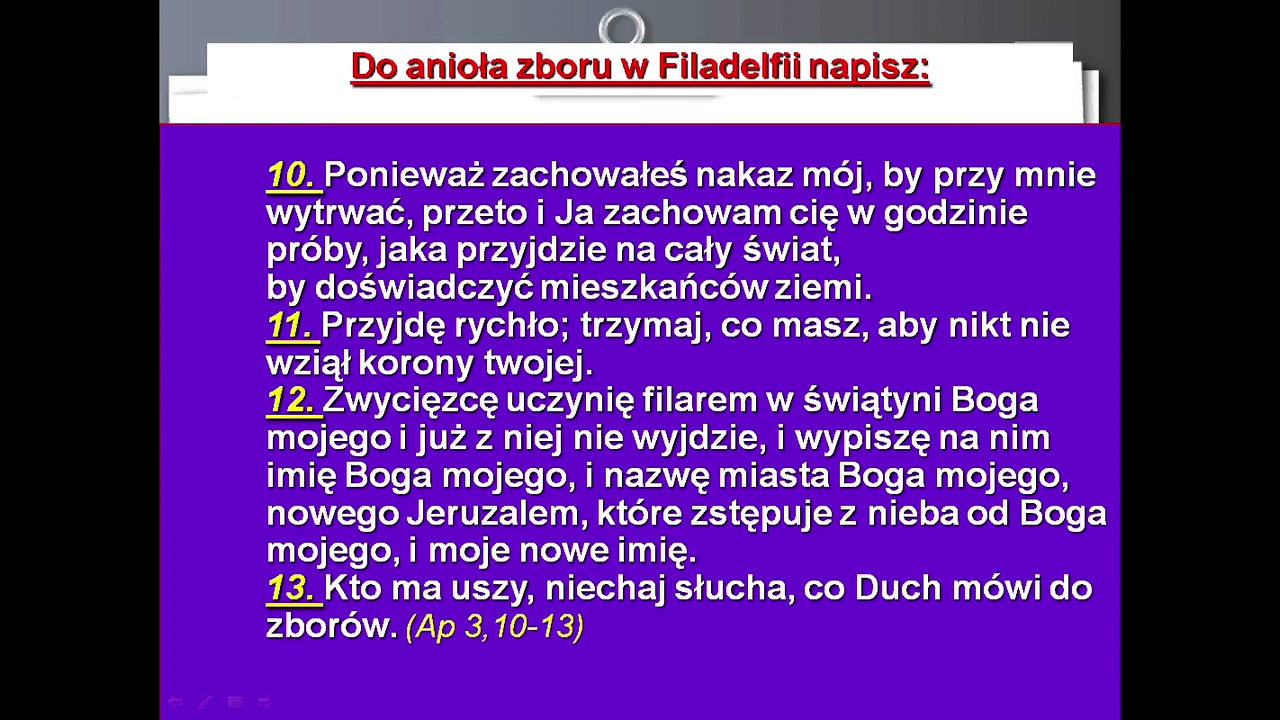 Do anioła zboru w Filadelfii napisz:
10. Ponieważ zachowałeś nakaz mój, by przy mnie
wytrwać, przeto i Ja zachowam cię w godzinie
próby, jaka przyjdzie na cały świat,
by doświadczyć mieszkańców ziemi.
11. Przyjdę rychło; trzymaj, co masz, aby nikt nie
wziął korony twojej.
12. Zwycięzcę uczynię filarem w świątyni Boga
mojego i już z niej nie wyjdzie, i wypiszę na nim
imię Boga mojego, i nazwę miasta Boga mojego,
nowego Jeruzalem, które zstępuje z nieba od Boga
mojego, i moje nowe imię.
13. Kto ma uszy, niechaj słucha, co Duch mówi do
zborów. (Ap 3,10-13)